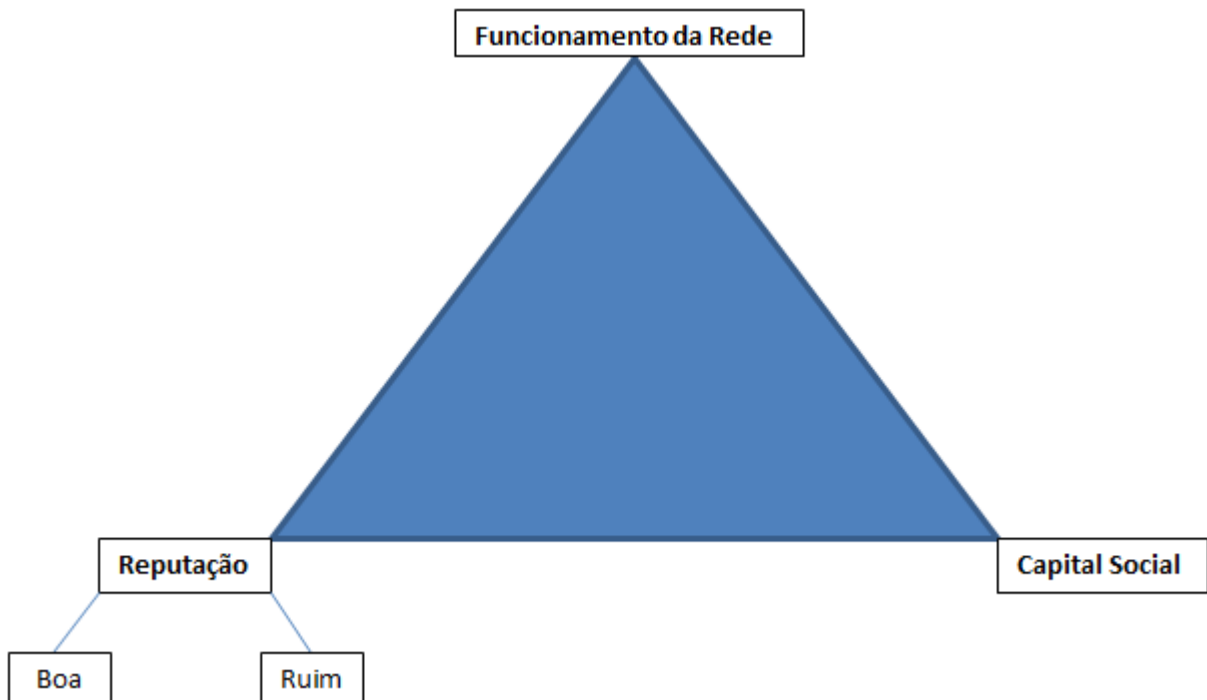 Funcionamento da Rede
Reputação
Capital Social
Boa
Ruim